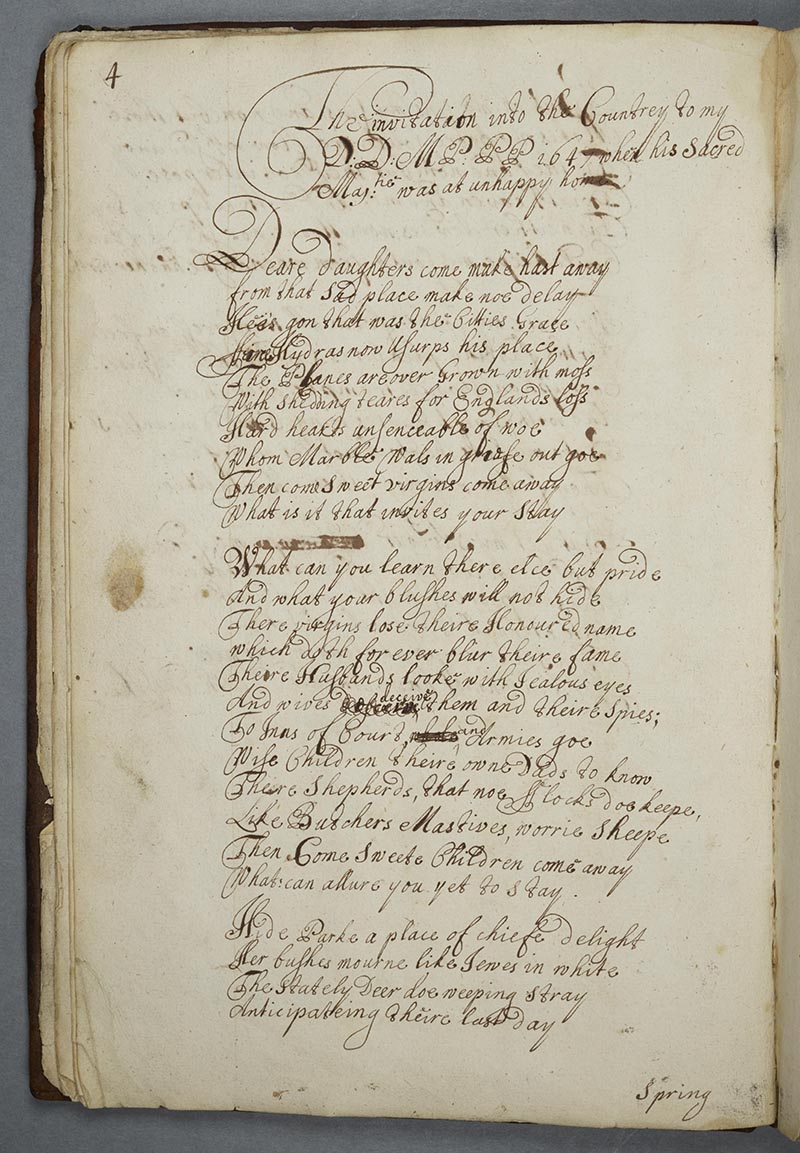 4
The invitation into the Countrey to my
D: D: M P: PP 1647 when his Sacred
Maj:tie was at unhappy home
Deare daughters come make hast away
from that Sad place make noe delay
Hee's gon that was the Citties Grace
Hydras now Usurps his place
The Planes are over Grown with moss
With shedding teares for Englands loss
Hard hearts unsenceable of woe
Whom Marble Wals in griefe out goe
Then come Sweet virgins come away
What is it that invites your Stay
What can you learn there elce but pride
And what your blushes will not hide
There virgins lose theire Honoured name
which doth for ever blur theire fame
Theire Husbands looke with Jealous eyes
And wives deceive them and theire Spies;
To Inns of Court, and Armies goe
Wise Children theire owne Dads to know
There Shepherds, that noe Flocks doe keepe,
Like Butchers Mastives, worrie Sheepe
Then Come Sweete Children come away
What can allure you yet to Stay.
Hide Parke a place of chiefe delight
Her bushes mourne like Jewes in white
The Stately Deer doe weeping Stray
Anticipateing theire last day
Spring